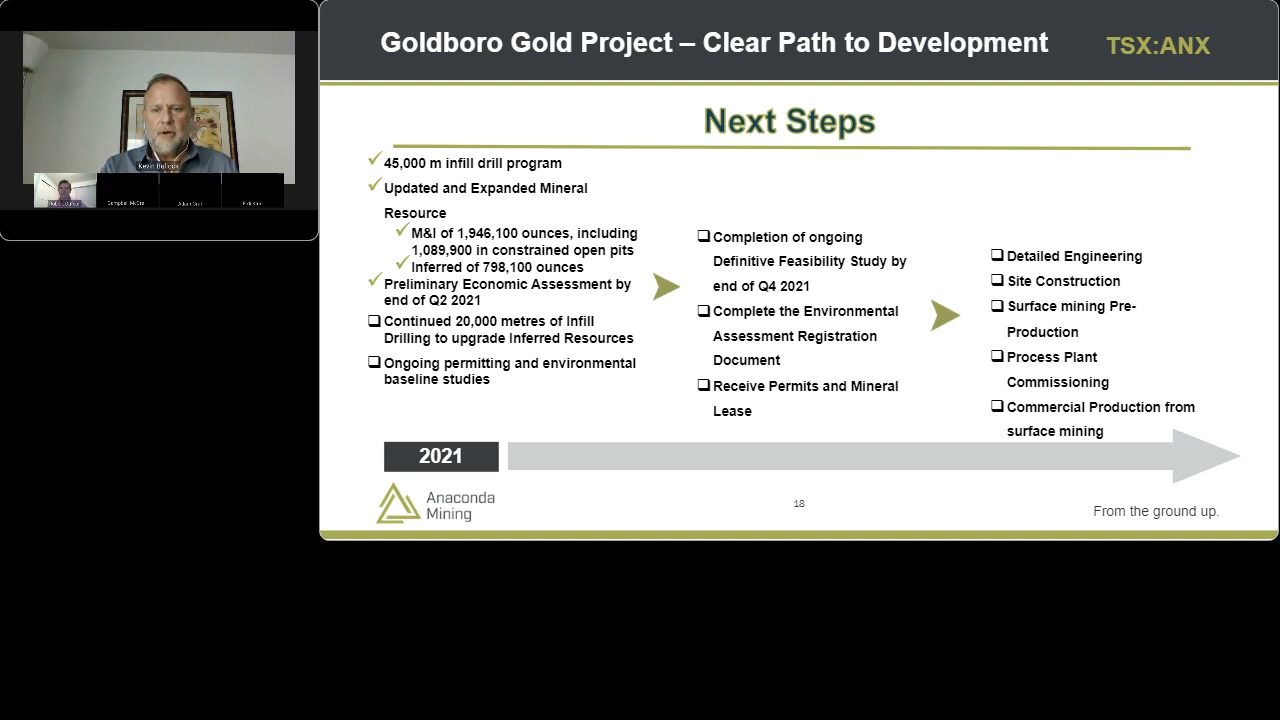 Goldboro Gold Project – Clear Path to Development
TSX:ANX
Next Steps
45,000 m infill drill program
Updated and Expanded Mineral
Resource
M&I of 1,946,100 ounces, including
1,089,900 in constrained open pits
Inferred of 798,100 ounces
Preliminary Economic Assessment by
end of Q2 2021
Continued 20,000 metres of Infill
Drilling to upgrade Inferred Resources
Ongoing permitting and environmental
baseline studies
Completion of ongoing
Definitive Feasibility Study by
end of Q4 2021
Complete the Environmental
Assessment Registration
Document
Receive Permits and Mineral
Lease
Detailed Engineering
Site Construction
Surface mining Pre-
Production
Process Plant
Commissioning
Commercial Production from
surface mining
2021
Anaconda
Mining
18
From the ground up.
Kevin Bullock